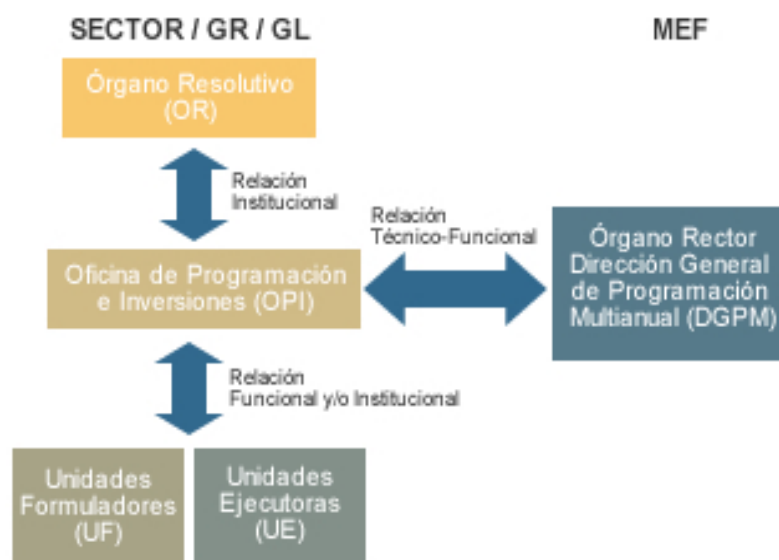 SECTOR / GR / GL
MEF
Órgano Resolutivo
(OR)
Relación
Institucional
Relación
Técnico-Funcional
Oficina de Programación
e Inversiones (OPI)
Órgano Rector
Dirección General
de Programación
Multianual (DGPM)
Relación
Funcional y/o Institucional
Unidades
Formuladores
(UF)
Unidades
Ejecutoras
(UE)